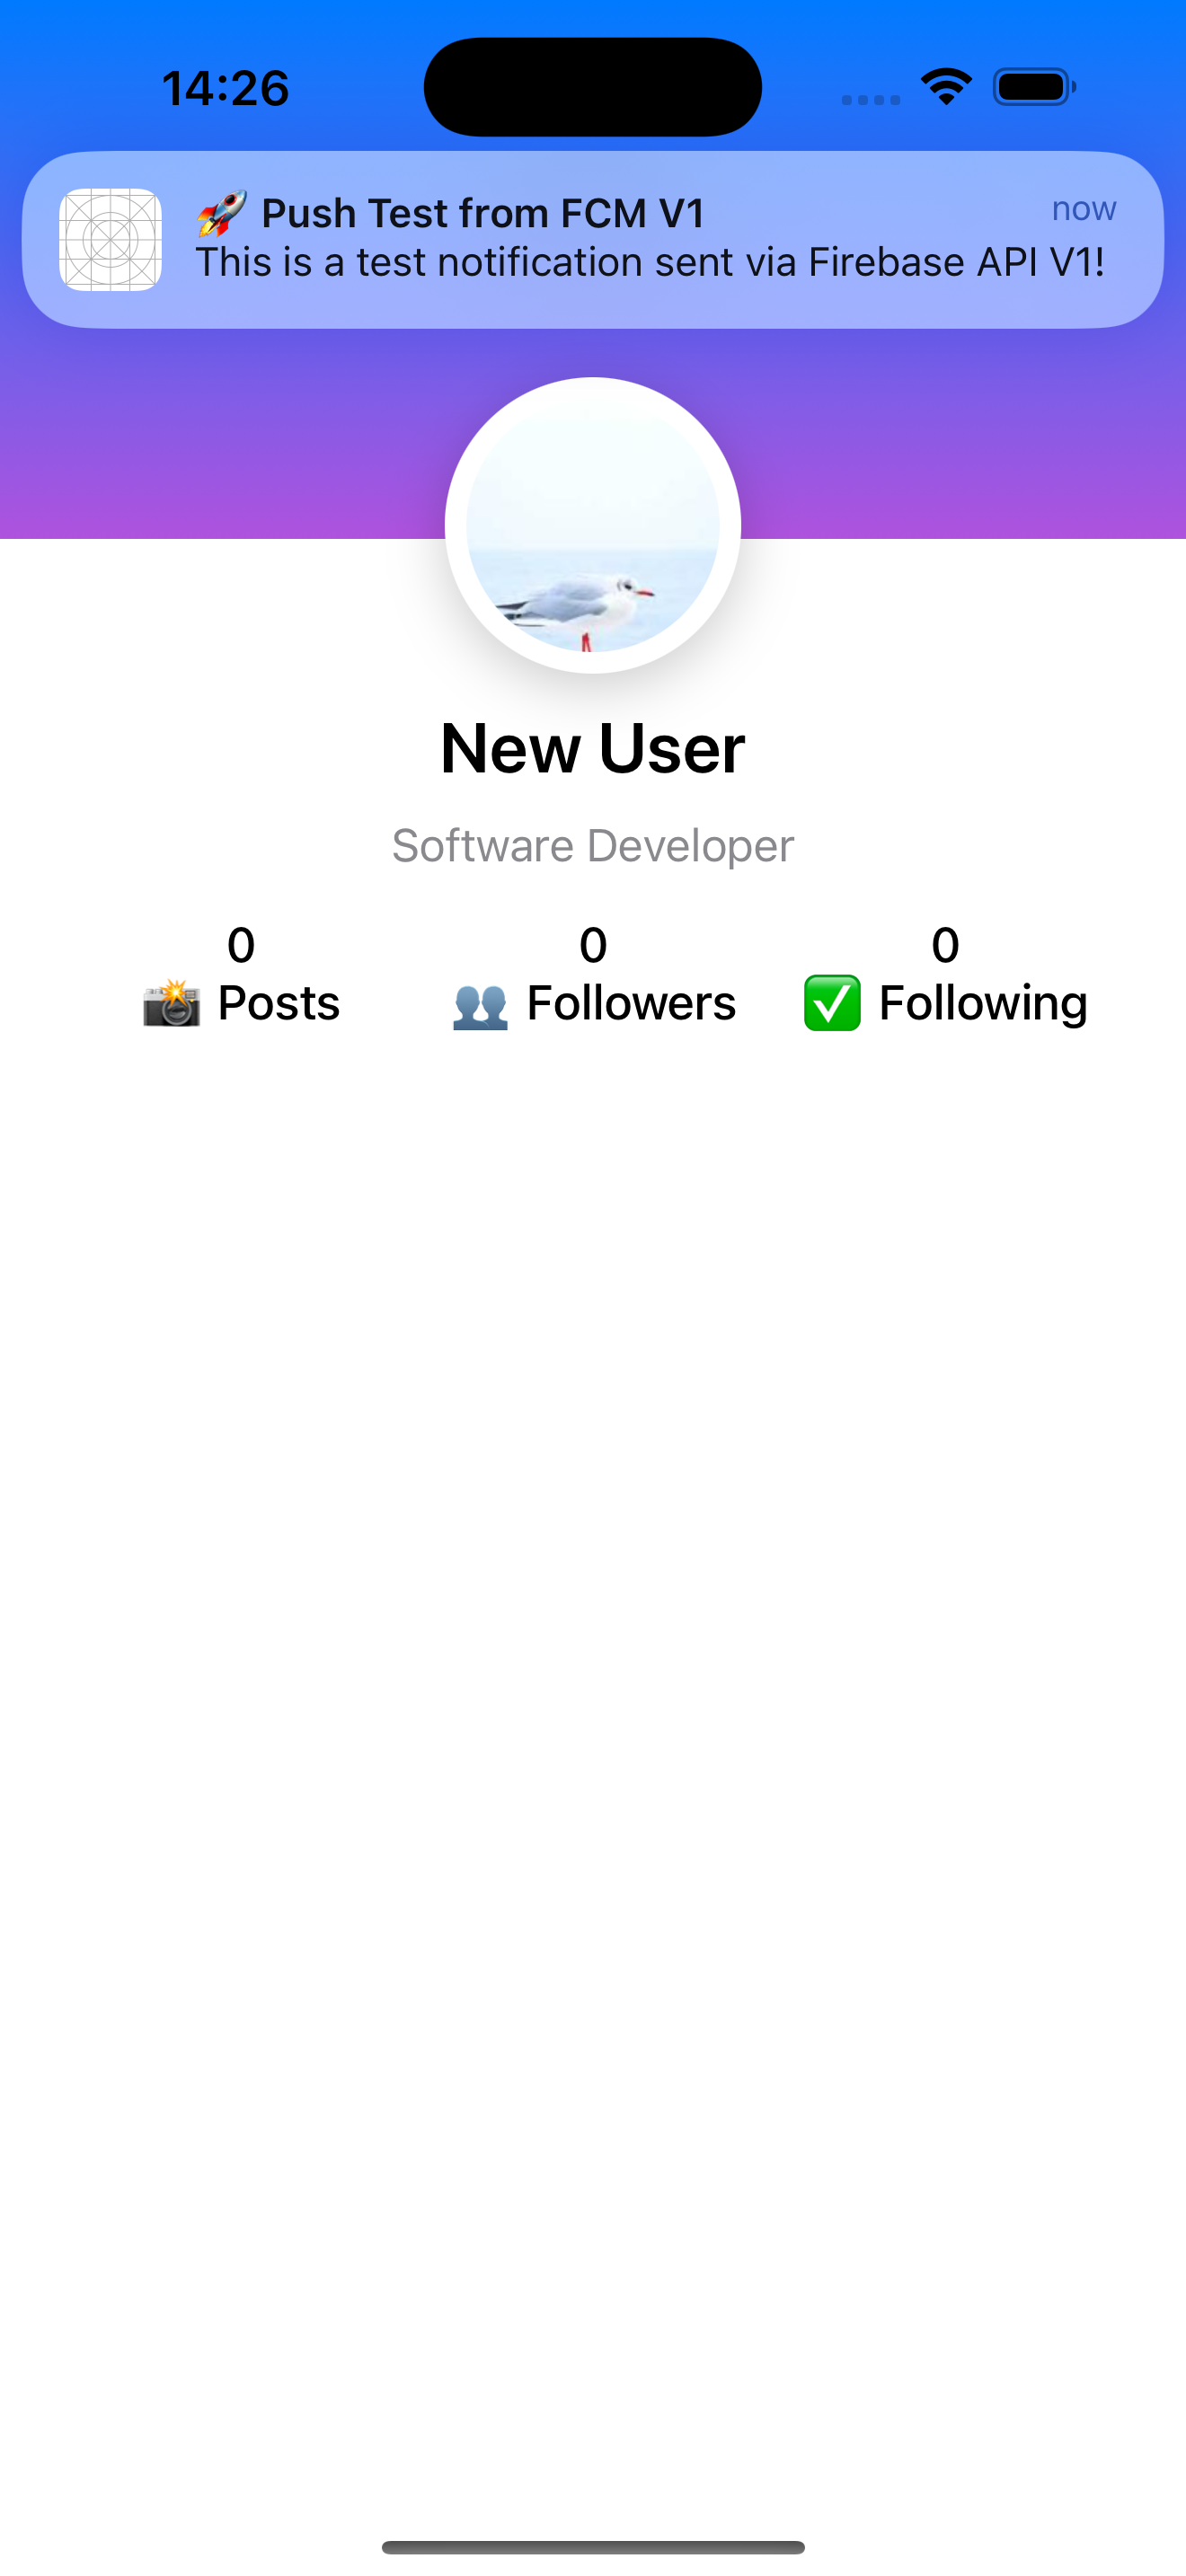 14:26
🚀 Push Test from FCM V1
now
This is a test notification sent via Firebase API V1!
New User
Software Developer
0
0
0
📸 Posts
👥 Followers
✅ Following